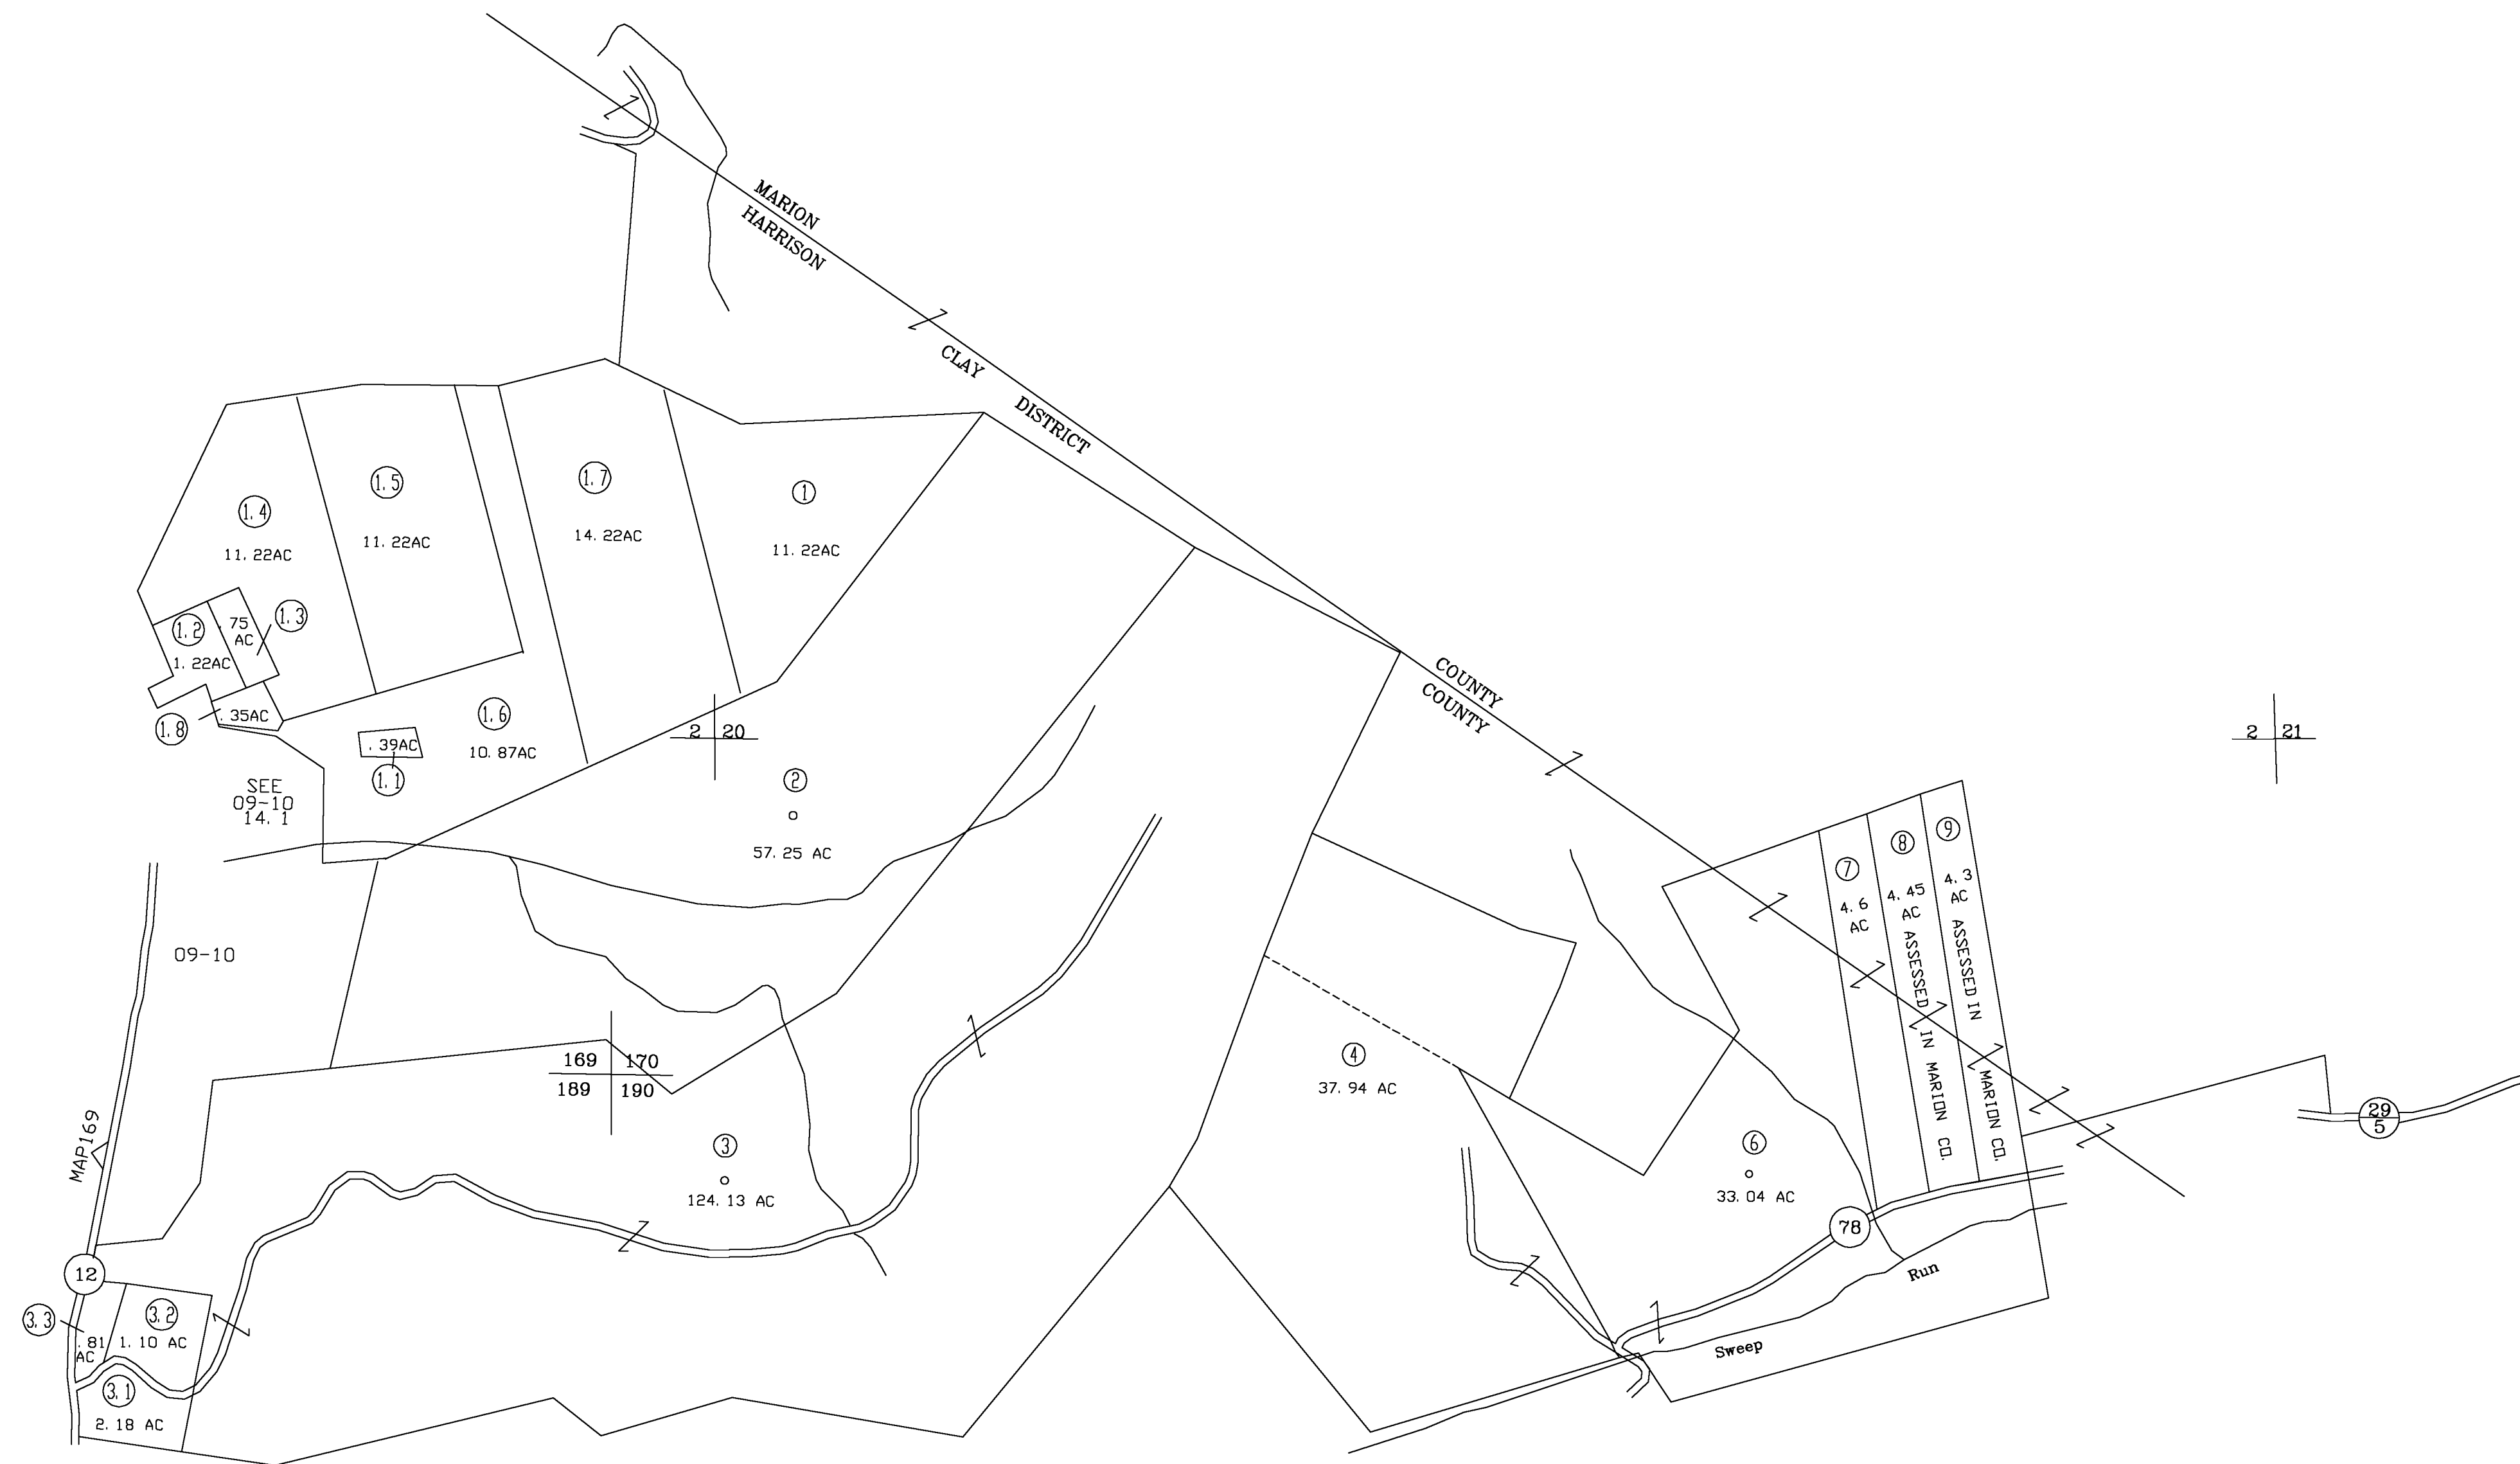 MARION
HARRISON
CLAY
DISTRICT
1.5
1.7
1
1.4
11.22AC
14.22AC
11.22AC
11.22AC
1.3
75
AC
1.2
1.22AC
COUNTY
COUNTY
1.6
.35AC
1.8
2 20
2 21
.39AC
10.87AC
1.1
2
SEE
09-10
14.1
57.25 AC
9
8
7
4.3
AC
4.45
AC
4.6
AC
ASSESSED IN MARION CO.
ASSESSED IN MARION CO.
09-10
4
169 170
37.94 AC
189 190
29
5
MAP169
3
6
124.13 AC
33.04 AC
78
12
Run
3.2
3.3
.81
AC
1.10 AC
Sweep
3.1
2.18 AC